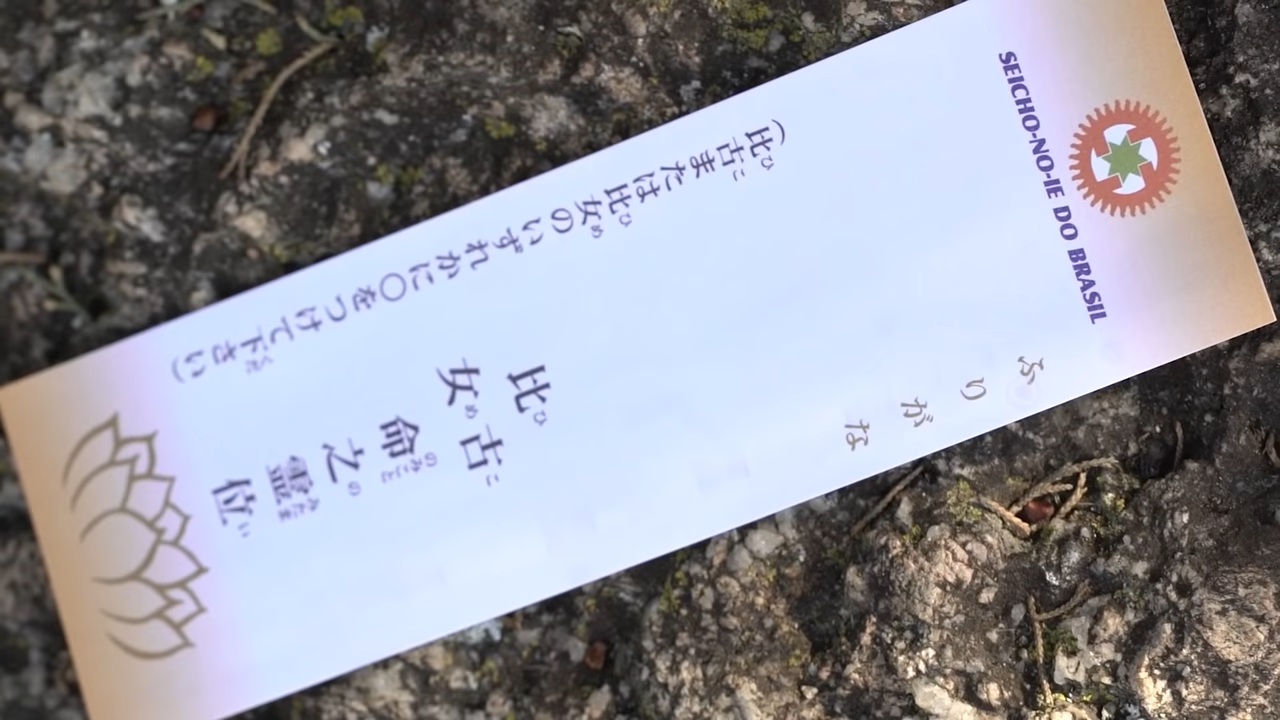 SEICHO-NO-IE DO BRASIL
ふりがな
比古
比女
命之霊位
(比古または比女のいずれかに○をつけて下さい)